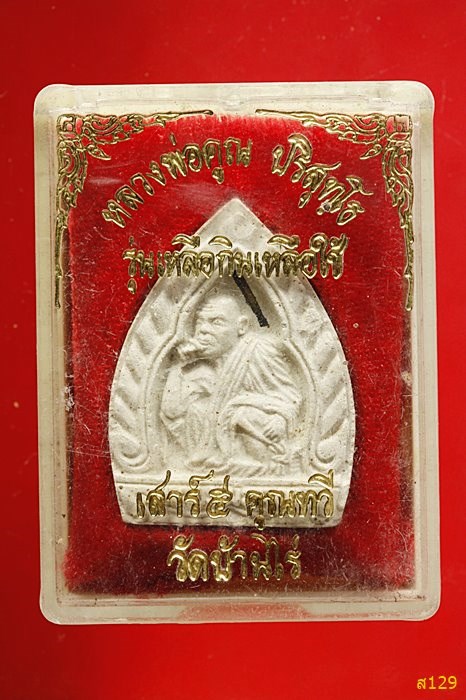 หลวงพ่อคูณ ปริสุทฺโธ
รุ่นเหลือกินเหลือใช้
เสาร์ ๕ คูณทวี
วัดบ้านไร่
ส129